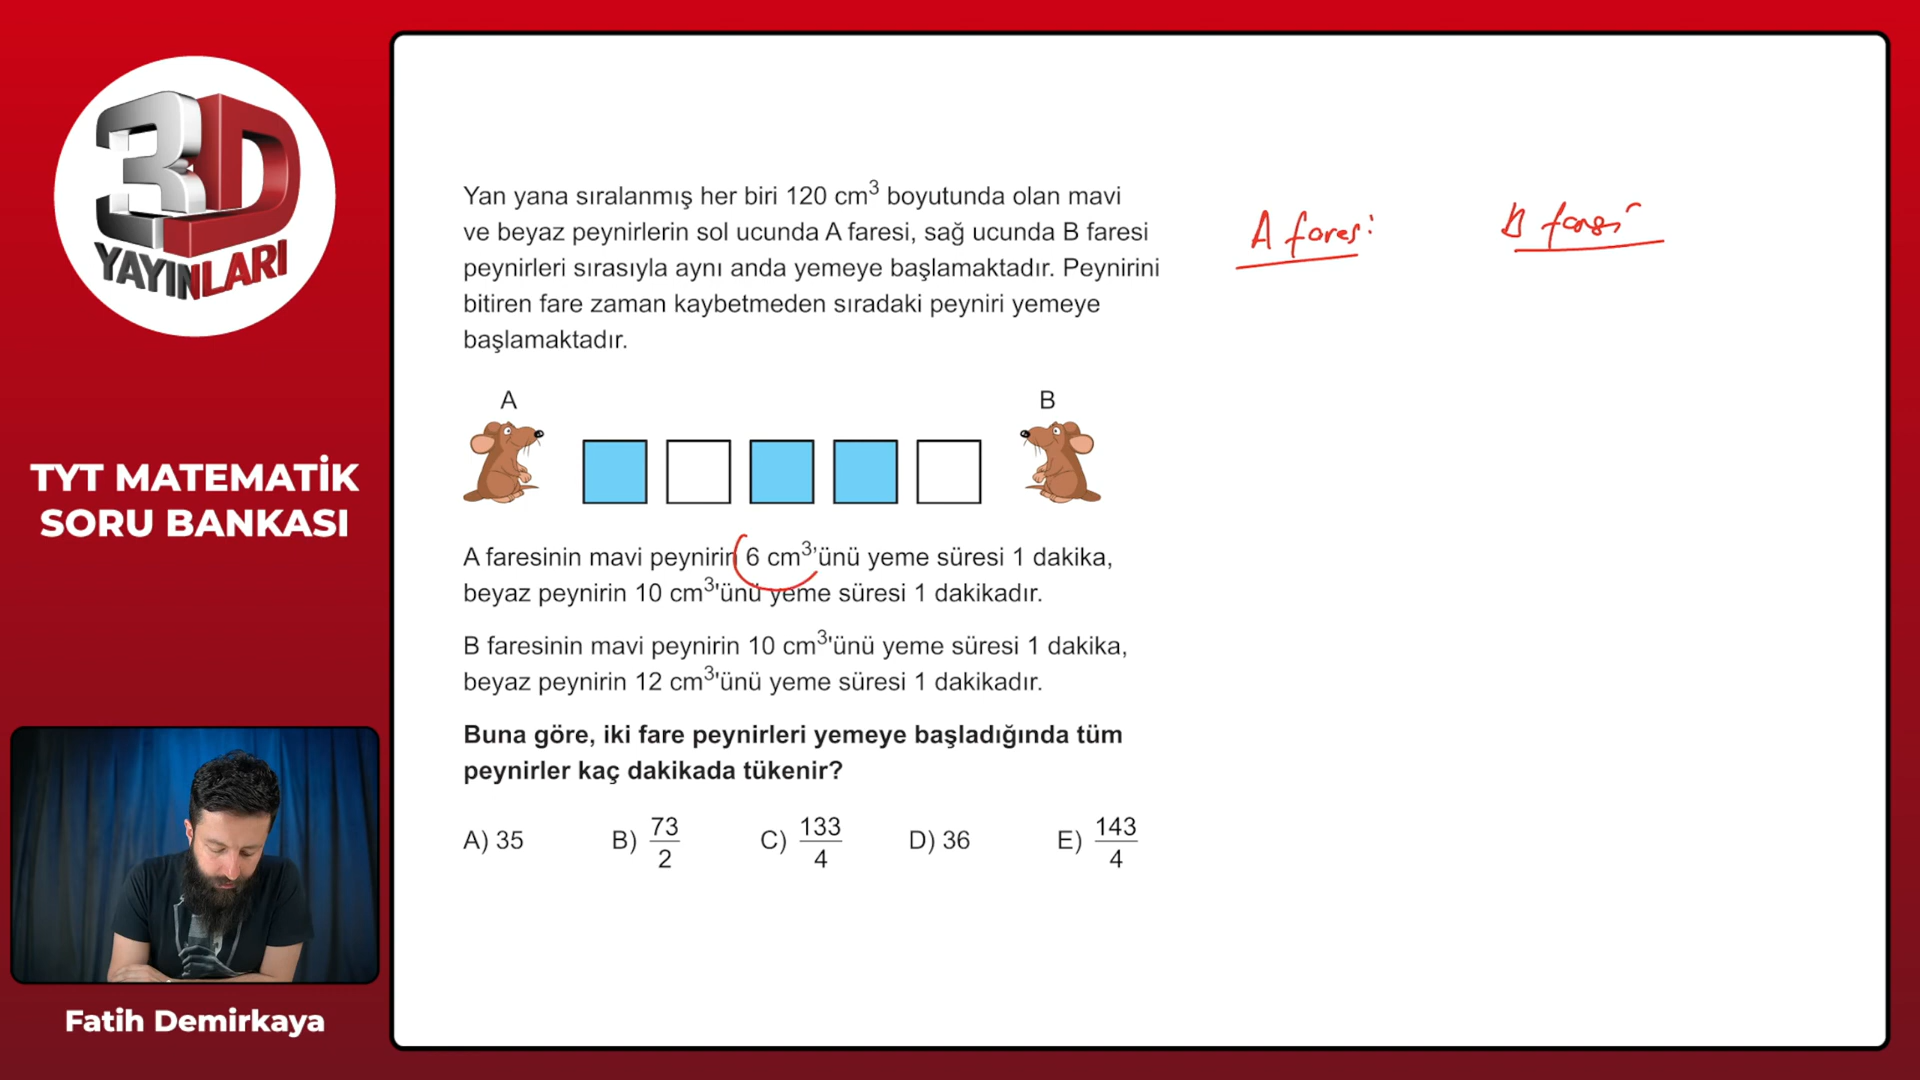 3D
YAYINLARI
TYT MATEMATİK
SORU BANKASI
Fatih Demirkaya
Yan yana sıralanmış her biri 120 cm³ boyutunda olan mavi
ve beyaz peynirlerin sol ucunda A faresi, sağ ucunda B faresi
peynirleri sırasıyla aynı anda yemeye başlamaktadır. Peynirini
bitiren fare zaman kaybetmeden sıradaki peyniri yemeye
başlamaktadır.
A
B
A faresinin mavi peynirin 6 cm³'ünü yeme süresi 1 dakika,
beyaz peynirin 10 cm³'ünü yeme süresi 1 dakikadır.
B faresinin mavi peynirin 10 cm³'ünü yeme süresi 1 dakika,
beyaz peynirin 12 cm³'ünü yeme süresi 1 dakikadır.
Buna göre, iki fare peynirleri yemeye başladığında tüm
peynirler kaç dakikada tükenir?
A) 35 B) 73/2 C) 133/4 D) 36 E) 143/4
A faresi B faresi